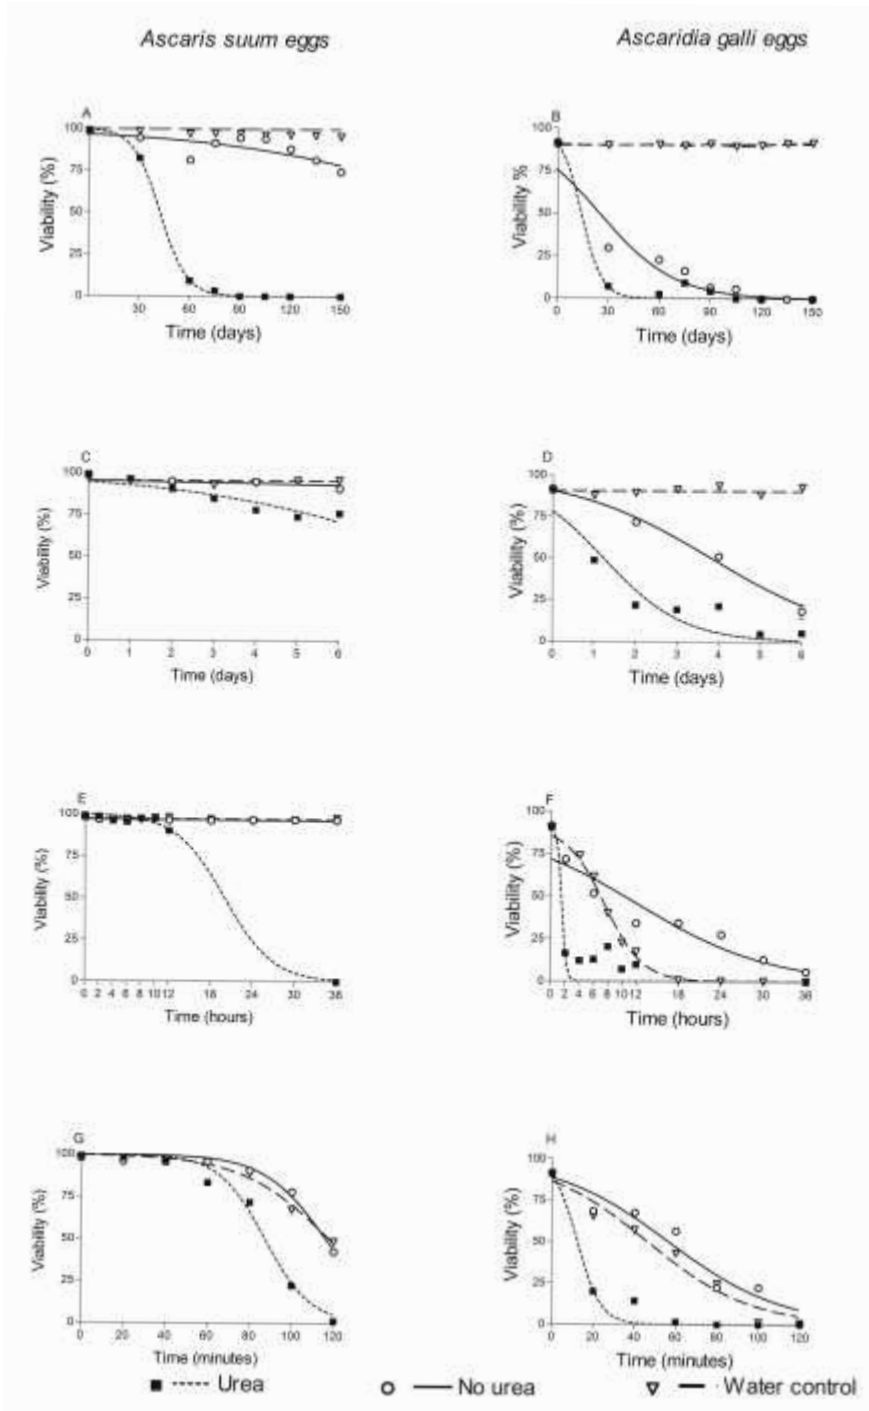 Ascaris suum eggs
Ascaridia galli eggs
A
100
75
50
25
0
Viability (%)
30 60 90 120 150
Time (days)
B
100
75
50
25
0
Viability %
0 30 60 90 120 150
Time (days)
C
100
75
50
25
0
Viability (%)
0 1 2 3 4 5 6
Time (days)
D
100
75
50
25
0
Viability (%)
0 1 2 3 4 5 6
Time (days)
E
100
75
50
25
0
Viability (%)
0 2 4 6 8 10 12 18 24 30 36
Time (hours)
F
100
75
50
25
0
Viability (%)
0 2 4 6 8 10 12 18 24 30 36
Time (hours)
G
100
75
50
25
0
Viability (%)
0 20 40 60 80 100 120
Time (minutes)
H
100
75
50
25
0
Viability (%)
0 20 40 60 80 100 120
Time (minutes)
Urea
No urea
Water control